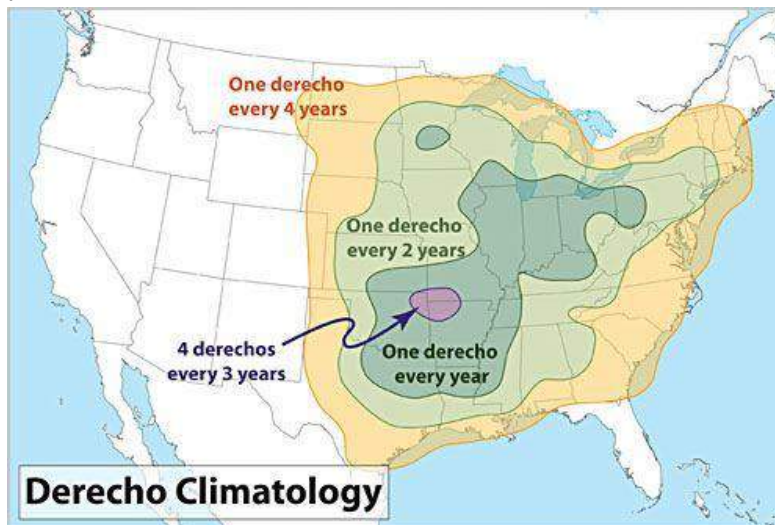 One derecho
every 4 years
One derecho
every 2 years
4 derechos
every 3 years
One derecho
every year
Derecho Climatology